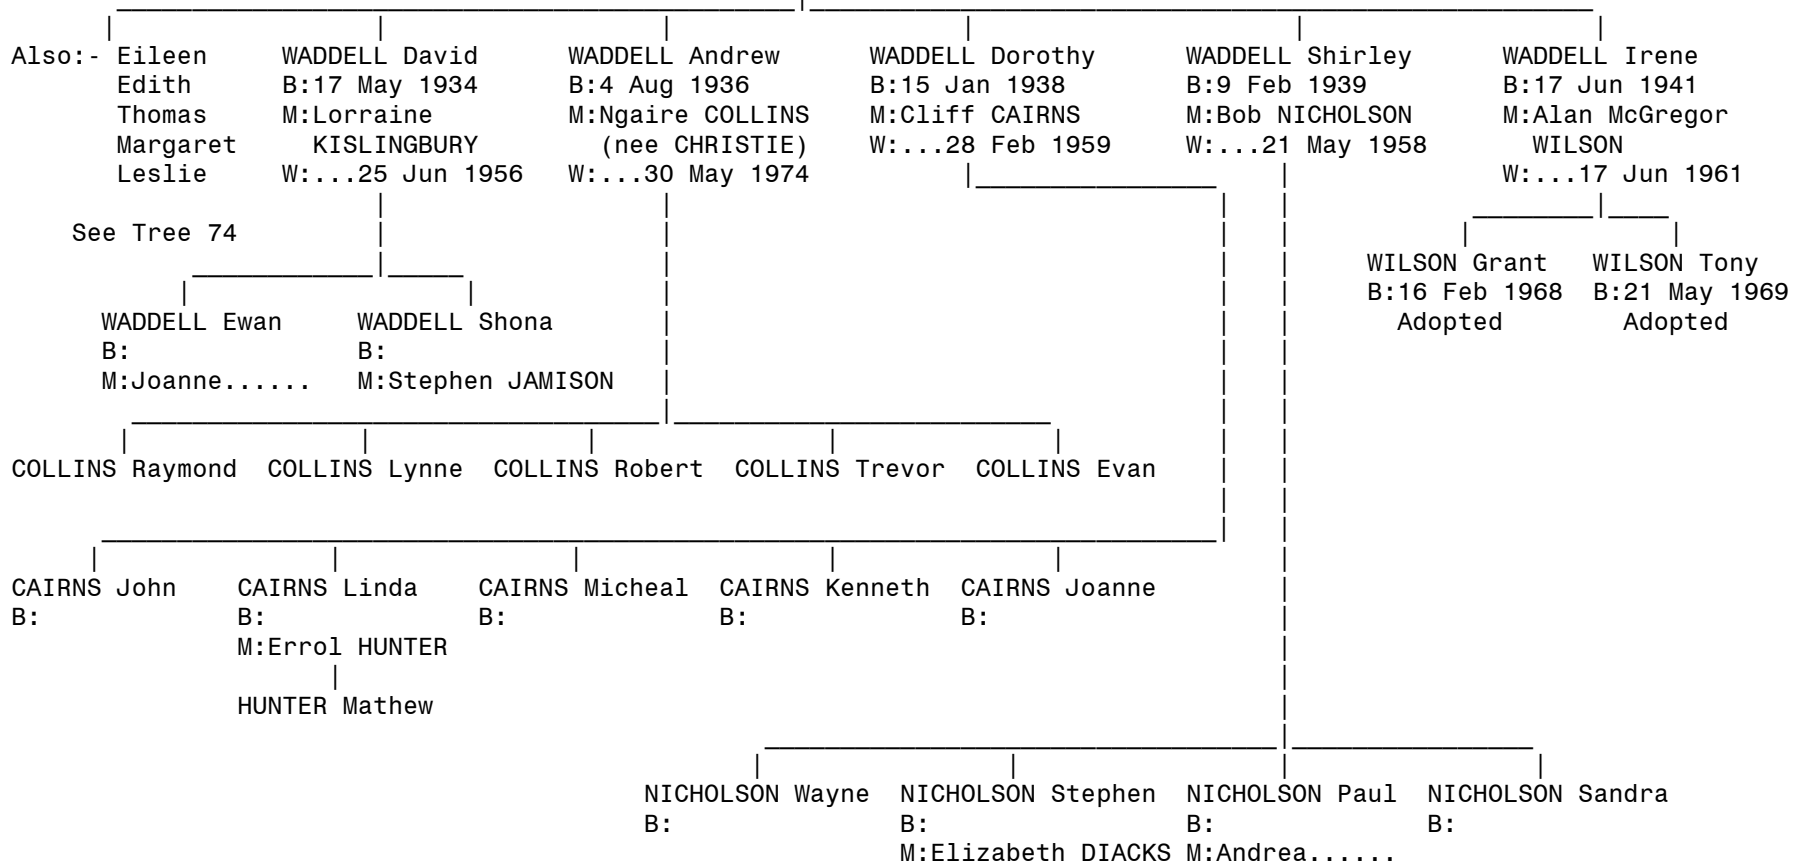 Also:- Eileen WADDELL David WADDELL Andrew WADDELL Dorothy WADDELL Shirley WADDELL Irene
Edith B:17 May 1934 B:4 Aug 1936 B:15 Jan 1938 B:9 Feb 1939 B:17 Jun 1941
Thomas M:Lorraine M:Ngaire COLLINS M:Cliff CAIRNS M:Bob NICHOLSON M:Alan McGregor
Margaret KISLINGBURY (nee CHRISTIE) W:...28 Feb 1959 W:...21 May 1958 WILSON
Leslie W:...25 Jun 1956 W:...30 May 1974 W:...17 Jun 1961
See Tree 74
WILSON Grant WILSON Tony
B:16 Feb 1968 B:21 May 1969
WADDELL Ewan WADDELL Shona Adopted Adopted
B: B:
M:Joanne...... M:Stephen JAMISON
COLLINS Raymond COLLINS Lynne COLLINS Robert COLLINS Trevor COLLINS Evan
CAIRNS John CAIRNS Linda CAIRNS Micheal CAIRNS Kenneth CAIRNS Joanne
B: B: B: B: B:
M:Errol HUNTER
HUNTER Mathew
NICHOLSON Wayne NICHOLSON Stephen NICHOLSON Paul NICHOLSON Sandra
B: B: B: B:
M:Elizabeth DIACKS M:Andrea......